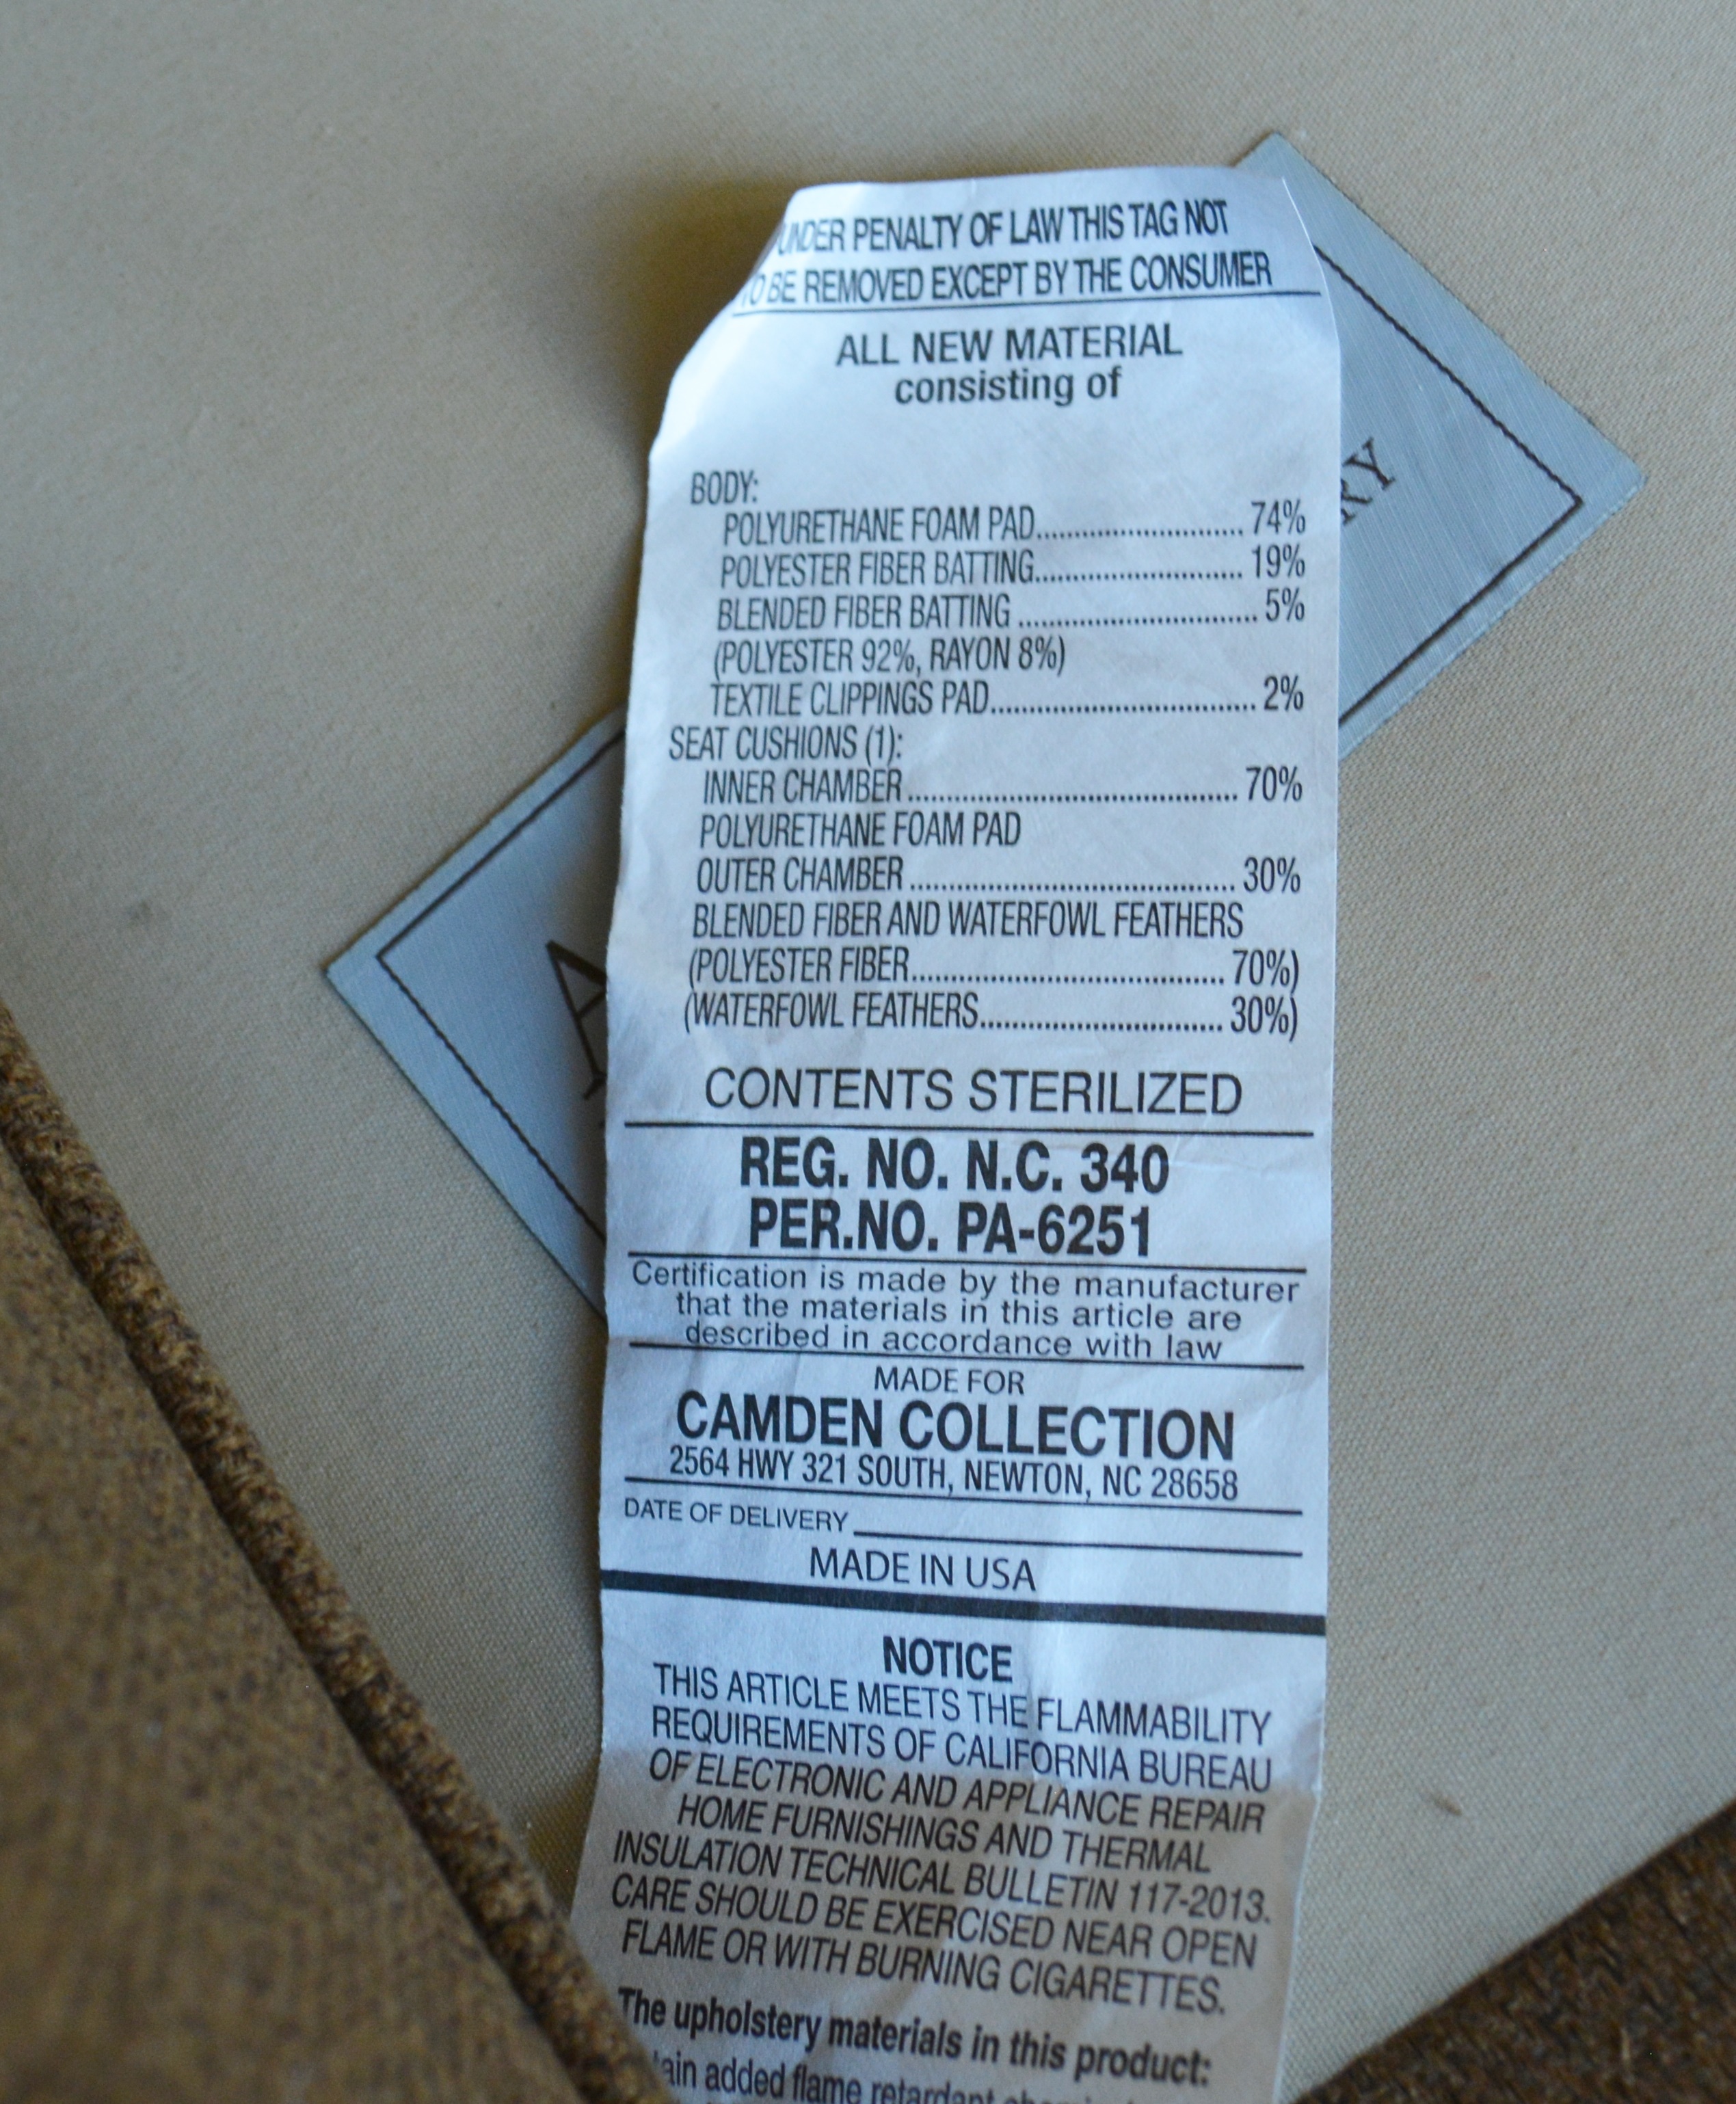 UNDER PENALTY OF LAW THIS TAG NOT
TO BE REMOVED EXCEPT BY THE CONSUMER
ALL NEW MATERIAL
consisting of
BODY:
POLYURETHANE FOAM PAD.......................... 74%
POLYESTER FIBER BATTING.......................... 19%
BLENDED FIBER BATTING .............................. 5%
(POLYESTER 92%, RAYON 8%)
TEXTILE CLIPPINGS PAD................................. 2%
SEAT CUSHIONS (1):
INNER CHAMBER......................................... 70%
POLYURETHANE FOAM PAD
OUTER CHAMBER ........................................ 30%
BLENDED FIBER AND WATERFOWL FEATHERS
(POLYESTER FIBER....................................... 70%)
(WATERFOWL FEATHERS.............................. 30%)
CONTENTS STERILIZED
REG. NO. N.C. 340
PER.NO. PA-6251
Certification is made by the manufacturer
that the materials in this article are
described in accordance with law
MADE FOR
CAMDEN COLLECTION
2564 HWY 321 SOUTH, NEWTON, NC 28658
DATE OF DELIVERY
MADE IN USA
NOTICE
THIS ARTICLE MEETS THE FLAMMABILITY
REQUIREMENTS OF CALIFORNIA BUREAU
OF ELECTRONIC AND APPLIANCE REPAIR
HOME FURNISHINGS AND THERMAL
INSULATION TECHNICAL BULLETIN 117-2013.
CARE SHOULD BE EXERCISED NEAR OPEN
FLAME OR WITH BURNING CIGARETTES.
The upholstery materials in this product:
added flame retardant